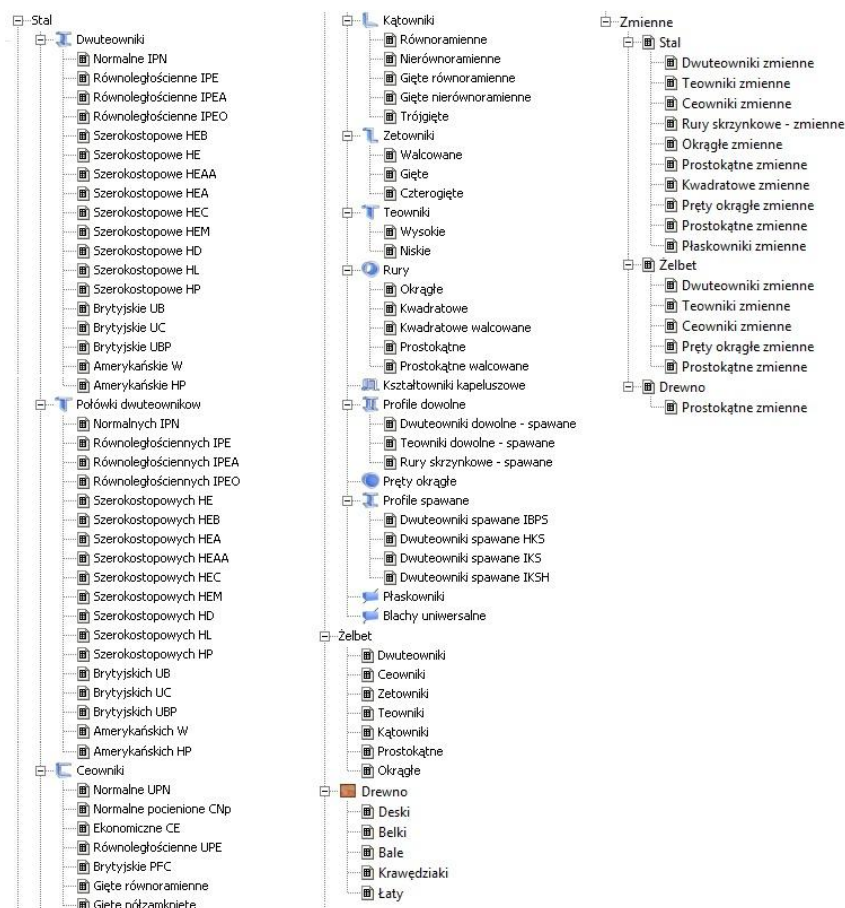 Stal
Dwuteowniki
Normalne IPN
Równoległościenne IPE
Równoległościenne IPEA
Równoległościenne IPEO
Szerokostopowe HEB
Szerokostopowe HE
Szerokostopowe HEAA
Szerokostopowe HEA
Szerokostopowe HEC
Szerokostopowe HEM
Szerokostopowe HD
Szerokostopowe HL
Szerokostopowe HP
Brytyjskie UB
Brytyjskie UC
Brytyjskie UBP
Amerykańskie W
Amerykańskie HP
Połówki dwuteownikow
Normalnych IPN
Równoległościennych IPE
Równoległościennych IPEA
Równoległościennych IPEO
Szerokostopowych HE
Szerokostopowych HEB
Szerokostopowych HEA
Szerokostopowych HEAA
Szerokostopowych HEC
Szerokostopowych HEM
Szerokostopowych HD
Szerokostopowych HL
Szerokostopowych HP
Brytyjskich UB
Brytyjskich UC
Brytyjskich UBP
Amerykańskich W
Amerykańskich HP
Ceowniki
Normalne UPN
Normalne pocienione CNp
Ekonomiczne CE
Równoległościenne UPE
Brytyjskie PFC
Gięte równoramienne
Gięte półzamknięte
Kątowniki
Równoramienne
Nierównoramienne
Gięte równoramienne
Gięte nierównoramienne
Trójgięte
Zetowniki
Walcowane
Gięte
Czterogięte
Teowniki
Wysokie
Niskie
Rury
Okrągłe
Kwadratowe
Kwadratowe walcowane
Prostokątne
Prostokątne walcowane
Kształtowniki kapeluszowe
Profile dowolne
Dwuteowniki dowolne - spawane
Teowniki dowolne - spawane
Rury skrzynkowe - spawane
Pręty okrągłe
Profile spawane
Dwuteowniki spawane IBPS
Dwuteowniki spawane HKS
Dwuteowniki spawane IKS
Dwuteowniki spawane IKSH
Płaskowniki
Blachy uniwersalne
Żelbet
Dwuteowniki
Ceowniki
Zetowniki
Teowniki
Kątowniki
Prostokątne
Okrągłe
Drewno
Deski
Belki
Bale
Krawędziaki
Łaty
Zmienne
Stal
Dwuteowniki zmienne
Teowniki zmienne
Ceowniki zmienne
Rury skrzynkowe - zmienne
Okrągłe zmienne
Prostokątne zmienne
Kwadratowe zmienne
Pręty okrągłe zmienne
Prostokątne zmienne
Płaskowniki zmienne
Żelbet
Dwuteowniki zmienne
Teowniki zmienne
Ceowniki zmienne
Pręty okrągłe zmienne
Prostokątne zmienne
Drewno
Prostokątne zmienne